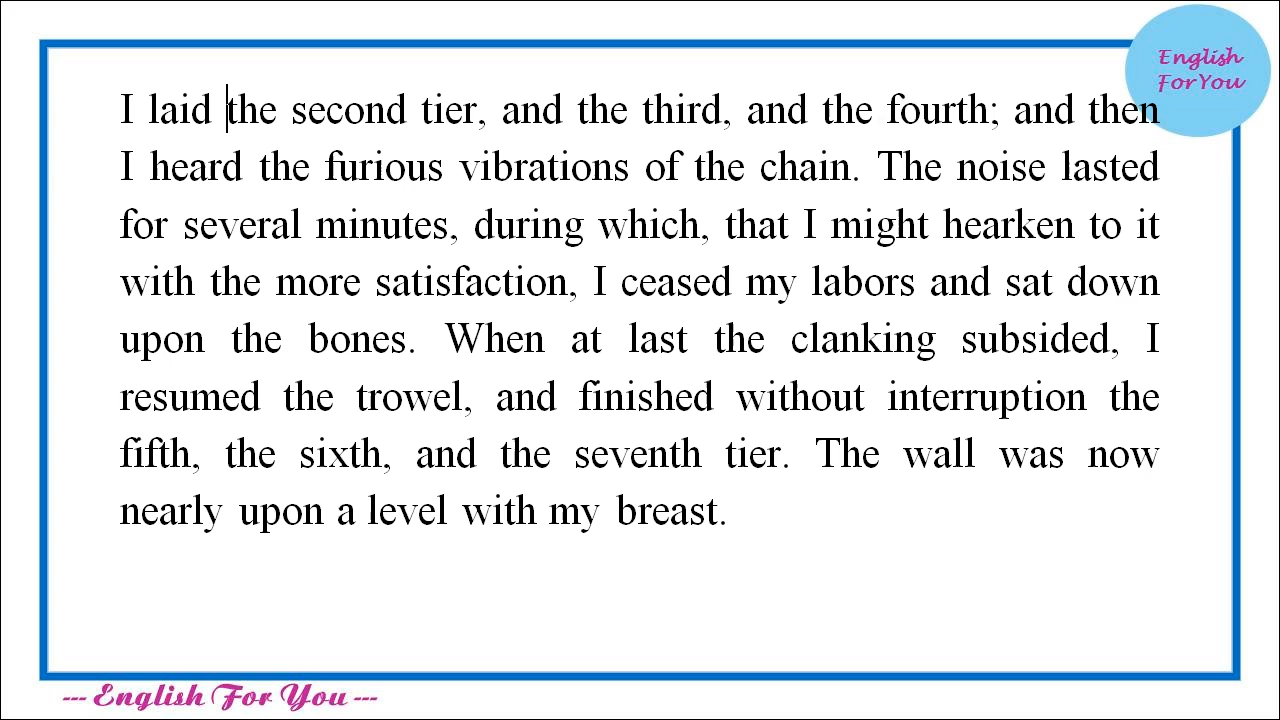 English
ForYou
I laid the second tier, and the third, and the fourth; and then
I heard the furious vibrations of the chain. The noise lasted
for several minutes, during which, that I might hearken to it
with the more satisfaction, I ceased my labors and sat down
upon the bones. When at last the clanking subsided, I
resumed the trowel, and finished without interruption the
fifth, the sixth, and the seventh tier. The wall was now
nearly upon a level with my breast.
--- English For You ---